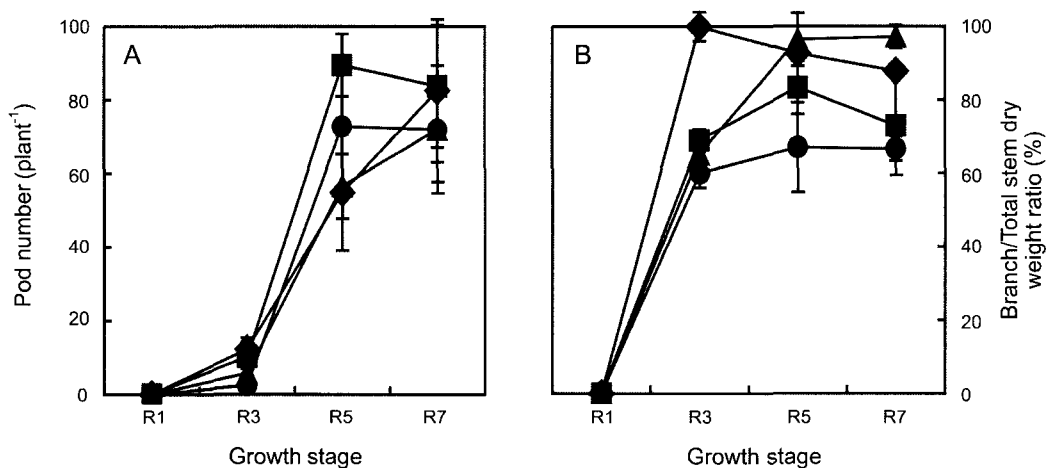 A
B
Pod number (plant⁻¹)
100
80
60
40
20
0
R1 R3 R5 R7
Growth stage
R1 R3 R5 R7
Growth stage
100
80
60
40
20
0
Branch/Total stem dry
weight ratio (%)